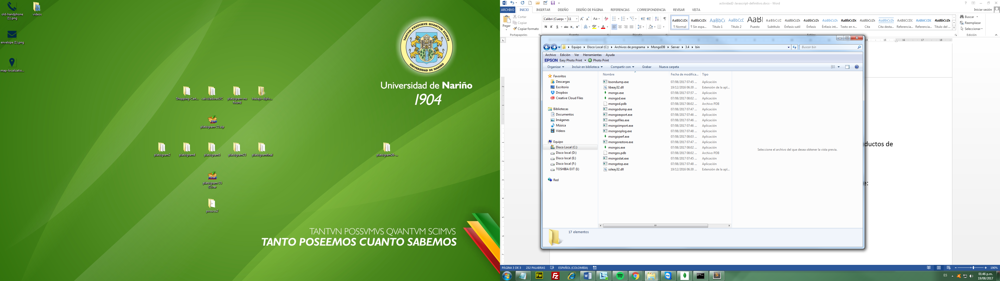 old-handphone (1).png
videos
envelope (1).png
map-localizatio...
TANTVM POSSVMVS QVANTVM SCIMVS
UNIVERSIDAD DE NARIÑO
Universidad de Nariño
1904
Shopping-Cart...
calculadorasUC
platzigram-no found
trabajo-diplo...
platzigram-23.zip
platzigram2
platzigram4
platzigram5
platzigram23
platzigramfinal
platzigram26-...
platzigram-15 (1).rar
posscss2
TANTVN POSSVMVS QVANTVM SCIMVS
TANTO POSEEMOS CUANTO SABEMOS
actividad2-Javascript-definitivo.docx - Word
ARCHIVO INICIO INSERTAR DISEÑO DISEÑO DE PÁGINA REFERENCIAS CORRESPONDENCIA REVISAR VISTA
Iniciar sesión
Pegar
Cortar
Copiar
Copiar formato
Portapapeles
Calibri (Cuerpo 11
N K S abc x₂ x²
Fuente
Párrafo
¶ Normal
¶ Sin espa...
Título 1
Título 2
Puesto
Subtítulo
Énfasis sutil
Énfasis
Énfasis int...
Texto en n...
Cita
Cita desta...
Referencia...
Referencia...
Título del ...
Estilos
Buscar
Reemplazar
Seleccionar
Edición
Equipo Disco Local (C:) Archivos de programa MongoDB Server 3.4 bin
Buscar bin
Archivo Edición Ver Herramientas Ayuda
EPSON Easy Photo Print Photo Print
Organizar Incluir en biblioteca Compartir con Grabar Nueva carpeta
Favoritos
Descargas
Escritorio
Dropbox
Creative Cloud Files
Bibliotecas
Documentos
Imágenes
Música
Vídeos
Equipo
Disco Local (C:)
Disco local (D:)
Disco local (E:)
Disco local (F:)
TOSHIBA EXT (I:)
Red
Nombre Fecha de modifica... Tipo
bsondump.exe 07/08/2017 07:45 ... Aplicación
libeay32.dll 19/12/2016 06:30 ... Extensión de la apl...
mongo.exe 07/08/2017 07:57 ... Aplicación
mongod.exe 07/08/2017 08:02 ... Aplicación
mongod.pdb 07/08/2017 08:02 ... Archivo PDB
mongodump.exe 07/08/2017 07:47 ... Aplicación
mongoexport.exe 07/08/2017 07:46 ... Aplicación
mongofiles.exe 07/08/2017 07:46 ... Aplicación
mongoimport.exe 07/08/2017 07:46 ... Aplicación
mongooplog.exe 07/08/2017 07:48 ... Aplicación
mongoperf.exe 07/08/2017 08:03 ... Aplicación
mongorestore.exe 07/08/2017 07:47 ... Aplicación
mongos.exe 07/08/2017 08:02 ... Aplicación
mongos.pdb 07/08/2017 08:02 ... Archivo PDB
mongostat.exe 07/08/2017 07:45 ... Aplicación
mongotop.exe 07/08/2017 07:48 ... Aplicación
ssleay32.dll 19/12/2016 06:30 ... Extensión de la apl...
Seleccione el archivo del que desea obtener la vista previa.
17 elementos
ductos de
e:
PÁGINA 3 DE 3 232 PALABRAS ESPAÑOL (COLOMBIA)
190%
ES
01:46 p.m.
19/08/2017